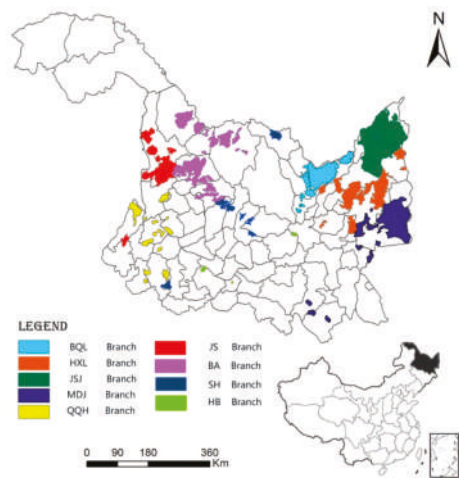 N
LEGEND
BQL Branch
HXL Branch
JSJ Branch
MDJ Branch
QQH Branch
JS Branch
BA Branch
SH Branch
HB Branch
0 90 180 360
Km